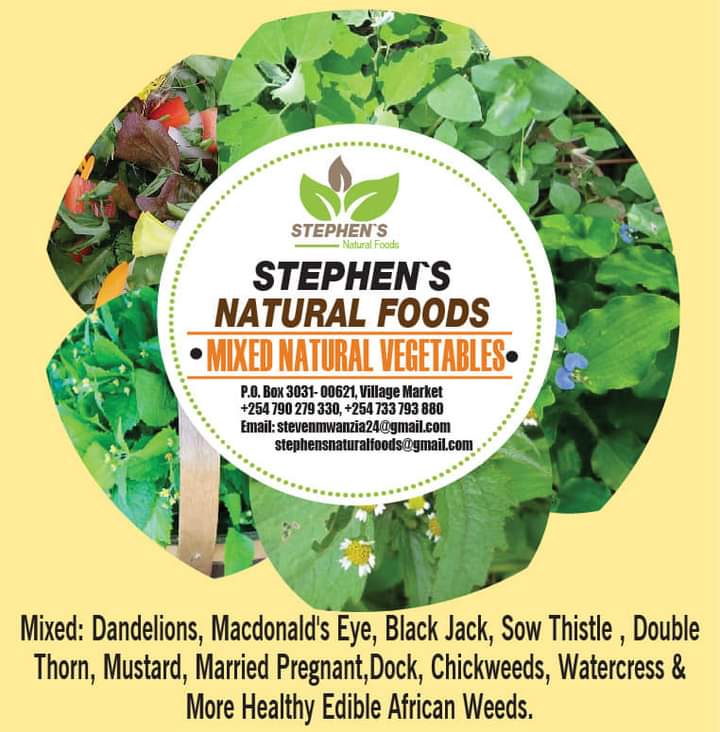 STEPHEN`S
Natural Foods
STEPHEN`S
NATURAL FOODS
• MIXED NATURAL VEGETABLES •
P.O. Box 3031- 00621, Village Market
+254 790 279 330, +254 733 793 880
Email: stevenmwanzia24@gmail.com
stephensnaturalfoods@gmail.com
Mixed: Dandelions, Macdonald's Eye, Black Jack, Sow Thistle , Double
Thorn, Mustard, Married Pregnant,Dock, Chickweeds, Watercress &
More Healthy Edible African Weeds.